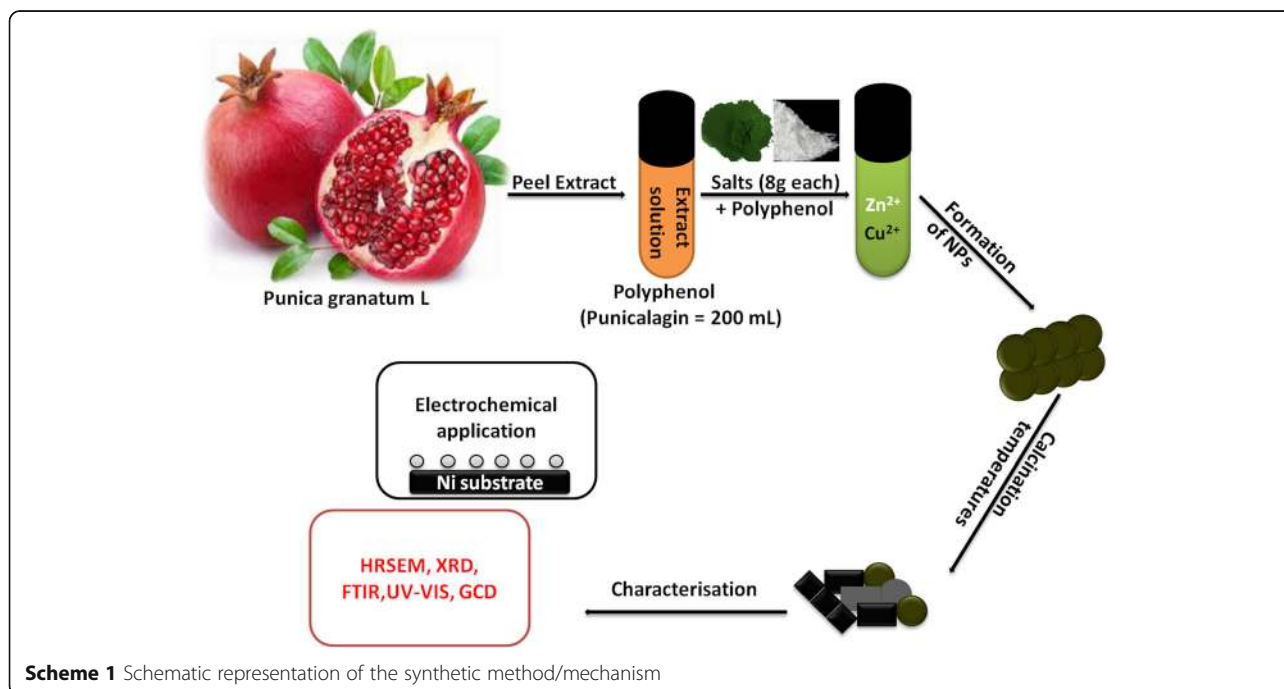 Punica granatum L
Peel Extract
Extract
solution
Polyphenol
(Punicalagin = 200 mL)
Salts (8g each)
+ Polyphenol
Zn²⁺
Cu²⁺
Formation
of NPs
Calcination
temperatures
Characterisation
HRSEM, XRD,
FTIR,UV-VIS, GCD
Electrochemical
application
Ni substrate
Scheme 1 Schematic representation of the synthetic method/mechanism